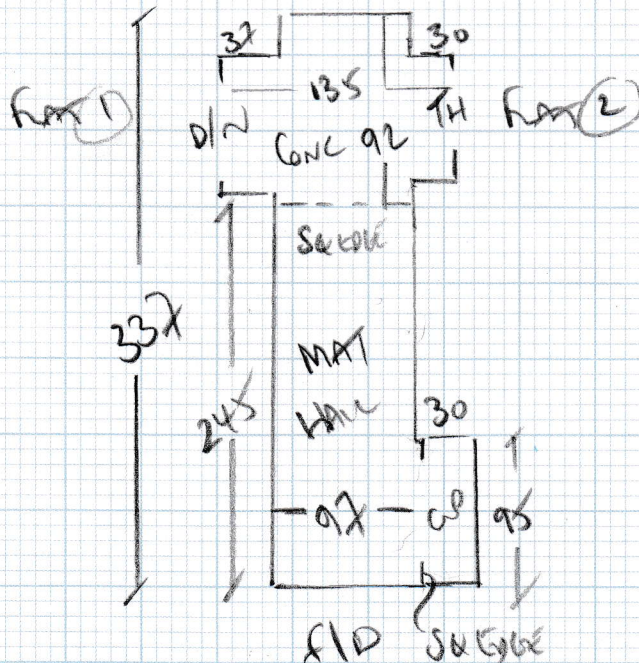 37 30
FLAT 1 D/N 135 TH FLAT 2
CONC 92
SQ EDGE
337
MAT
245 HALL 30
97 CP 95
F/D SQ EDGE